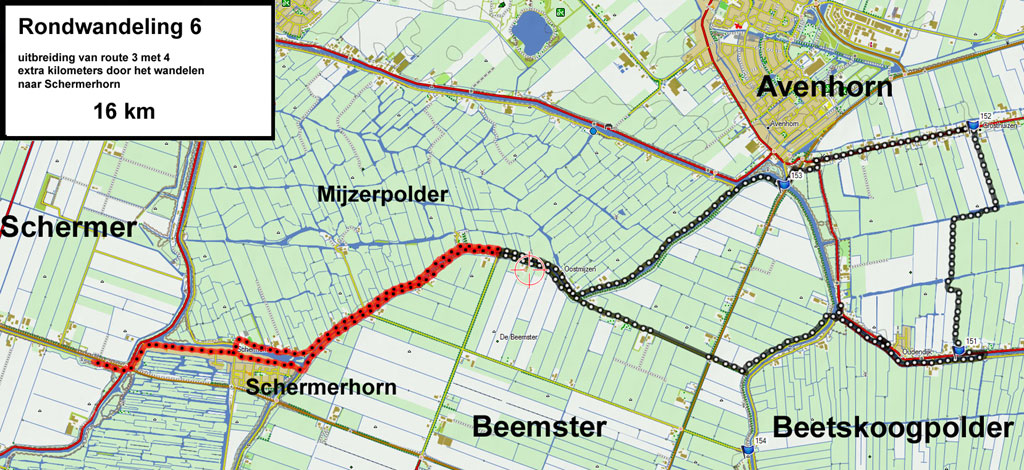 Rondwandeling 6
uitbreiding van route 3 met 4
extra kilometers door het wandelen
naar Schermerhorn
16 km
Avenhorn
Avenhorn
152
Grosthuizen
153
Mijzerpolder
Schermer
Oostmijzen
De Beemster
151
Oudendijk
Schermerhorn
Beemster
Beetskoogpolder
154